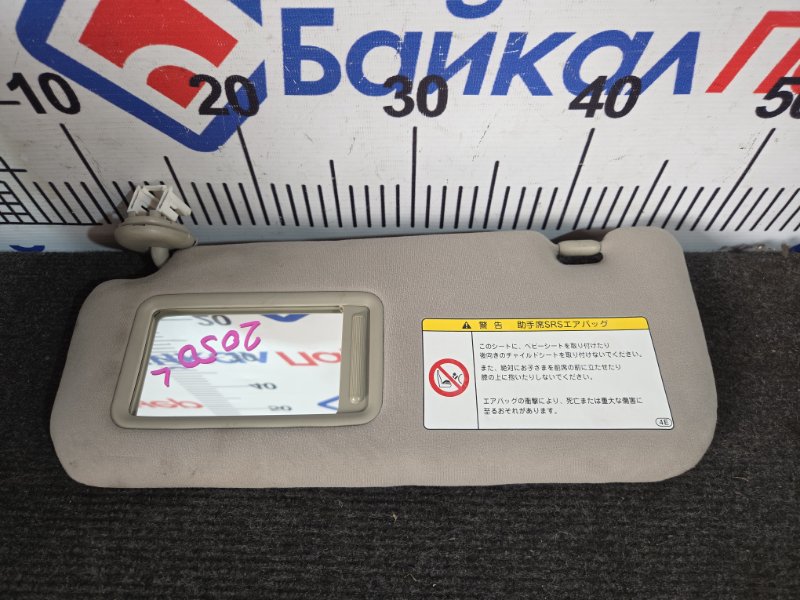 Байкал
10 20 30 40 50
⚠ 警告 助手席SRSエアバッグ
このシートに、ベビーシートを取り付けたり
後向きのチャイルドシートを取り付けないでください。
また、絶対にお子さまを前席の前に立たせたり
膝の上に抱いたりしないでください。
エアバッグの衝撃により、死亡または重大な傷害に
至るおそれがあります。
4E
2050L
20
40
50